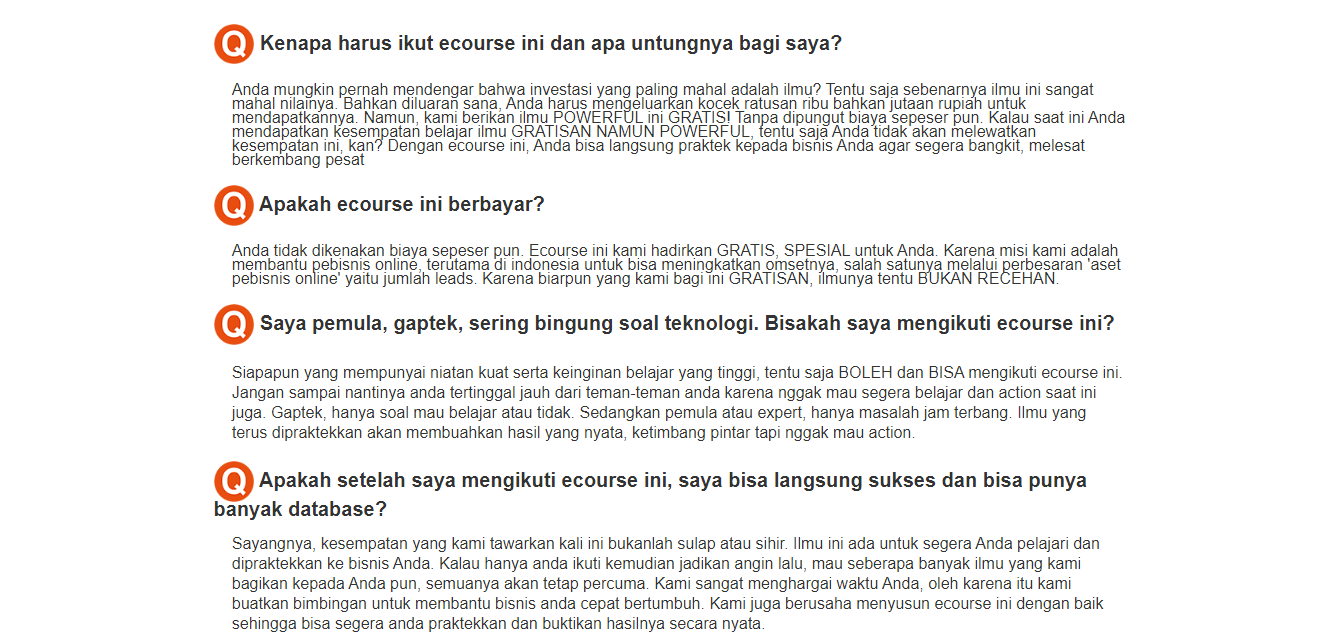 Q Kenapa harus ikut ecourse ini dan apa untungnya bagi saya?
Anda mungkin pernah mendengar bahwa investasi yang paling mahal adalah ilmu? Tentu saja sebenarnya ilmu ini sangat
mahal nilainya. Bahkan diluaran sana, Anda harus mengeluarkan kocek ratusan ribu bahkan jutaan rupiah untuk
mendapatkannya. Namun, kami berikan ilmu POWERFUL ini GRATIS! Tanpa dipungut biaya sepeser pun. Kalau saat ini Anda
mendapatkan kesempatan belajar ilmu GRATISAN NAMUN POWERFUL, tentu saja Anda tidak akan melewatkan
kesempatan ini, kan? Dengan ecourse ini, Anda bisa langsung praktek kepada bisnis Anda agar segera bangkit, melesat
berkembang pesat
Q Apakah ecourse ini berbayar?
Anda tidak dikenakan biaya sepeser pun. Ecourse ini kami hadirkan GRATIS, SPESIAL untuk Anda. Karena misi kami adalah
membantu pebisnis online, terutama di indonesia untuk bisa meningkatkan omsetnya, salah satunya melalui perbesaran 'aset
pebisnis online' yaitu jumlah leads. Karena biarpun yang kami bagi ini GRATISAN, ilmunya tentu BUKAN RECEHAN.
Q Saya pemula, gaptek, sering bingung soal teknologi. Bisakah saya mengikuti ecourse ini?
Siapapun yang mempunyai niatan kuat serta keinginan belajar yang tinggi, tentu saja BOLEH dan BISA mengikuti ecourse ini.
Jangan sampai nantinya anda tertinggal jauh dari teman-teman anda karena nggak mau segera belajar dan action saat ini
juga. Gaptek, hanya soal mau belajar atau tidak. Sedangkan pemula atau expert, hanya masalah jam terbang. Ilmu yang
terus dipraktekkan akan membuahkan hasil yang nyata, ketimbang pintar tapi nggak mau action.
Q Apakah setelah saya mengikuti ecourse ini, saya bisa langsung sukses dan bisa punya
banyak database?
Sayangnya, kesempatan yang kami tawarkan kali ini bukanlah sulap atau sihir. Ilmu ini ada untuk segera Anda pelajari dan
dipraktekkan ke bisnis Anda. Kalau hanya anda ikuti kemudian jadikan angin lalu, mau seberapa banyak ilmu yang kami
bagikan kepada Anda pun, semuanya akan tetap percuma. Kami sangat menghargai waktu Anda, oleh karena itu kami
buatkan bimbingan untuk membantu bisnis anda cepat bertumbuh. Kami juga berusaha menyusun ecourse ini dengan baik
sehingga bisa segera anda praktekkan dan buktikan hasilnya secara nyata.